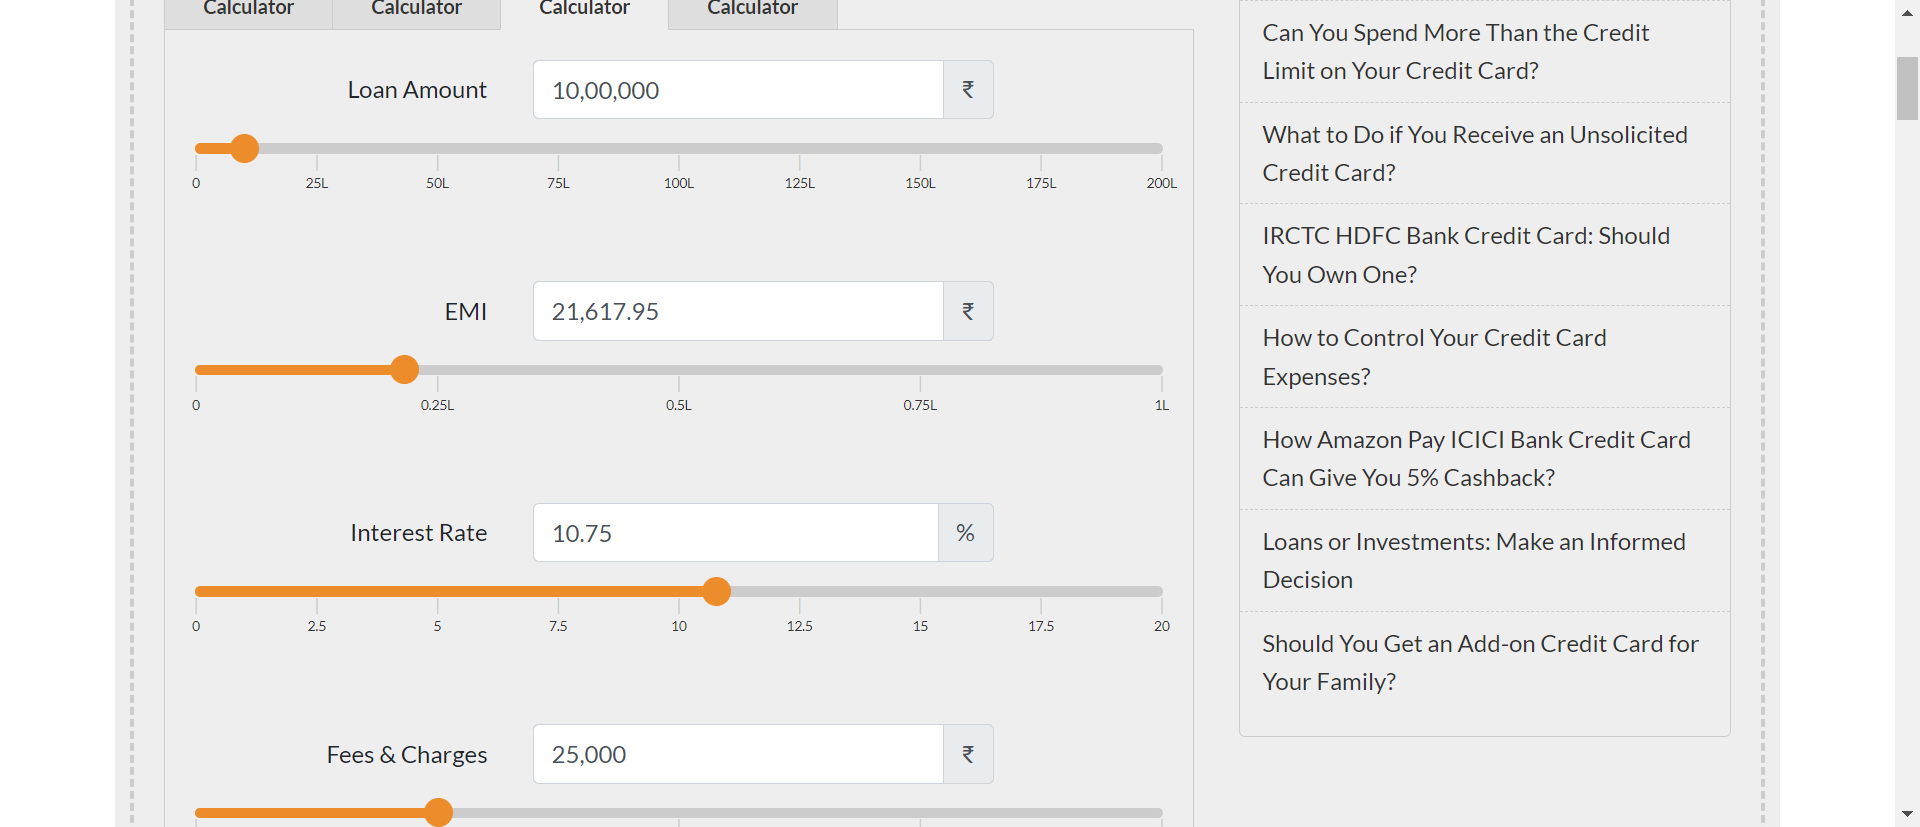 Calculator
Calculator
Calculator
Calculator
Loan Amount
10,00,000
₹
0
25L
50L
75L
100L
125L
150L
175L
200L
EMI
21,617.95
₹
0
0.25L
0.5L
0.75L
1L
Interest Rate
10.75
%
0
2.5
5
7.5
10
12.5
15
17.5
20
Fees & Charges
25,000
₹
Can You Spend More Than the Credit
Limit on Your Credit Card?
What to Do if You Receive an Unsolicited
Credit Card?
IRCTC HDFC Bank Credit Card: Should
You Own One?
How to Control Your Credit Card
Expenses?
How Amazon Pay ICICI Bank Credit Card
Can Give You 5% Cashback?
Loans or Investments: Make an Informed
Decision
Should You Get an Add-on Credit Card for
Your Family?